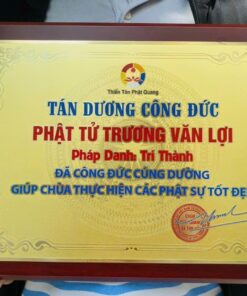 Thiền Tôn Phật Quang
TÁN DƯƠNG CÔNG ĐỨC
PHẬT TỬ TRƯƠNG VĂN LỢI
Pháp Danh: Trí Thành
ĐÃ CÔNG ĐỨC CÚNG DƯỜNG
GIÚP CHÙA THỰC HIỆN CÁC PHẬT SỰ TỐT ĐẸ